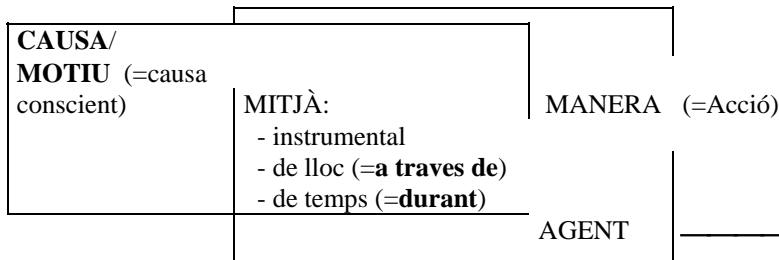 CAUSA/
MOTIU (=causa
conscient) MITJÀ: MANERA (=Acció)
- instrumental
- de lloc (=a traves de)
- de temps (=durant)
AGENT